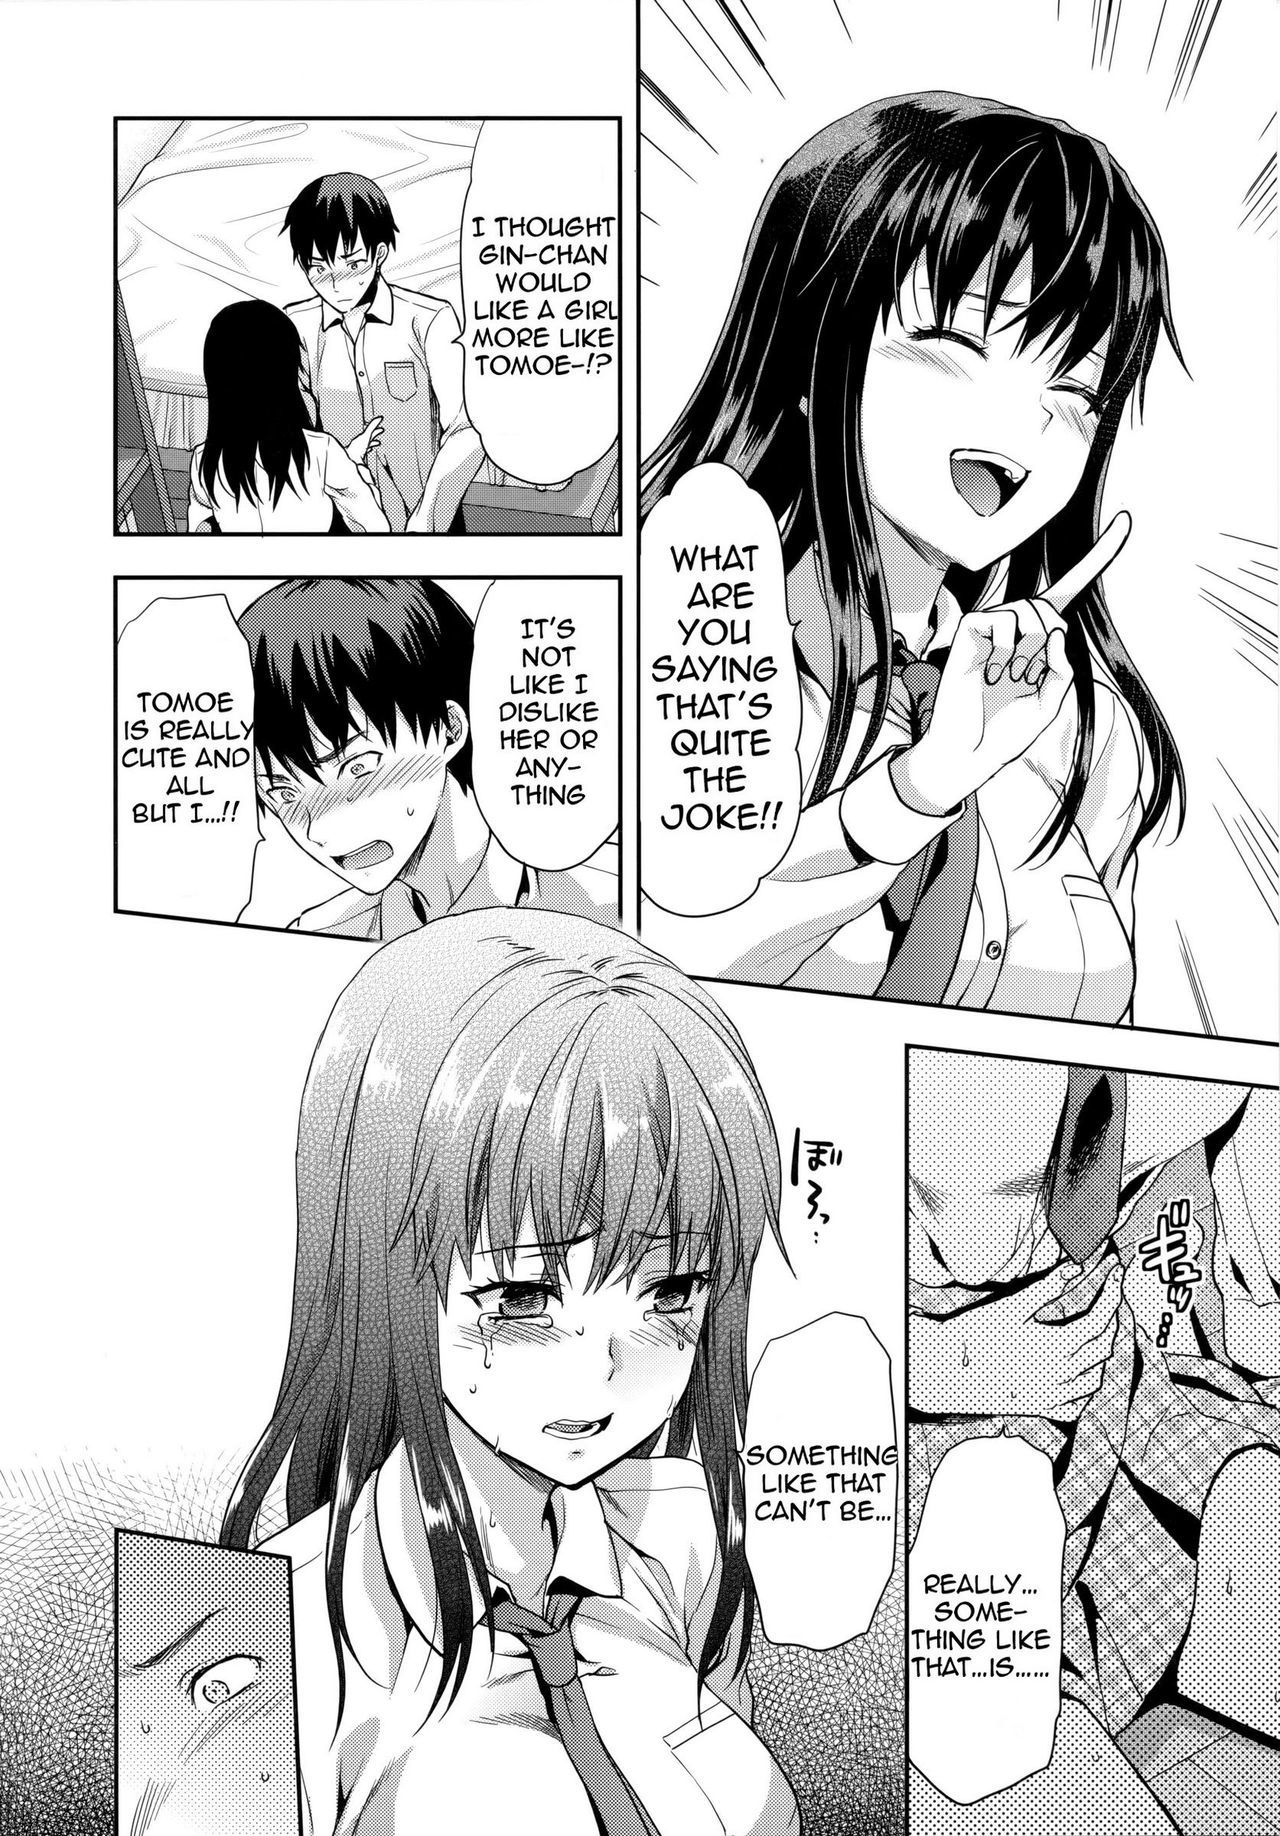 WHAT
ARE
YOU
SAYING
THAT'S
QUITE
THE
JOKE!!
I THOUGHT
GIN-CHAN
WOULD
LIKE A GIRL
MORE LIKE
TOMOE-!?
IT'S
NOT
LIKE I
DISLIKE
HER OR
ANY-
THING
TOMOE
IS REALLY
CUTE AND
ALL
BUT I...!!
ギュッ…
REALLY...
SOME-
THING LIKE
THAT...IS......
ぼろっ
SOMETHING
LIKE THAT
CAN'T BE...